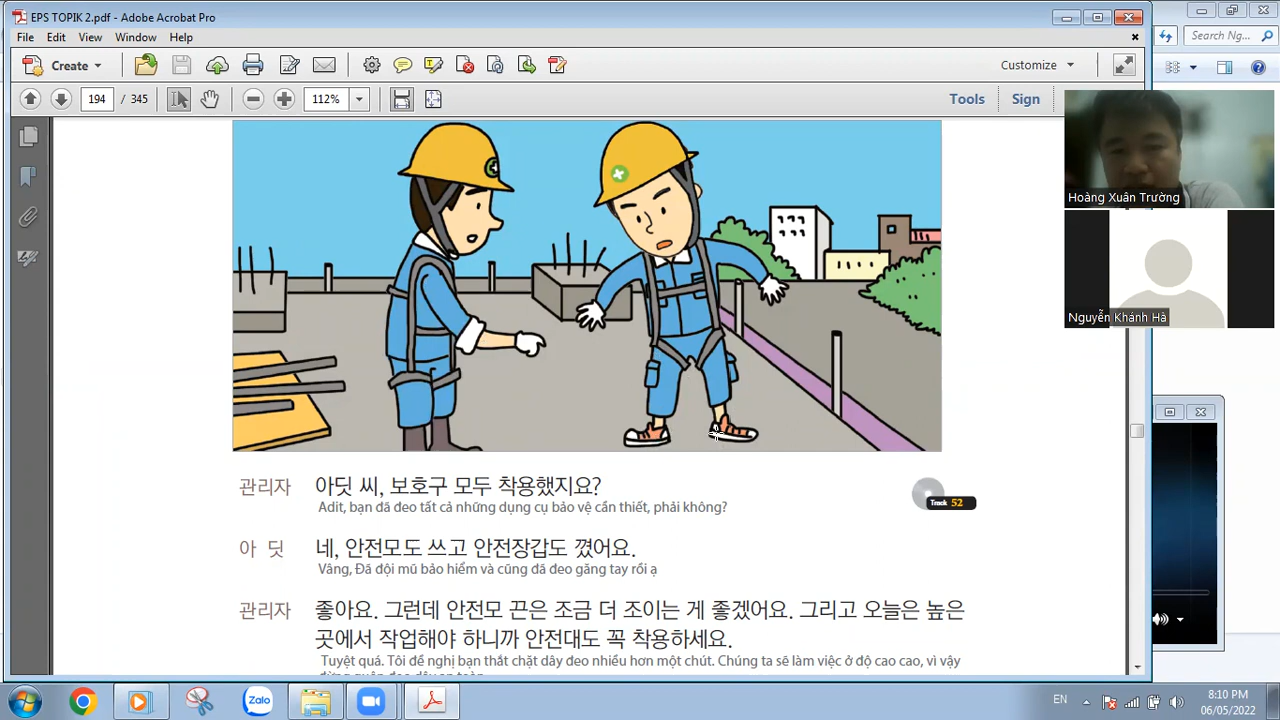 EPS TOPIK 2.pdf - Adobe Acrobat Pro
File Edit View Window Help
Search Ng...
Create
Customize
194 / 345
112%
Tools Sign
Hoàng Xuân Trường
Nguyễn Khánh Hà
관리자 아딧 씨, 보호구 모두 착용했지요?
Adit, bạn đã đeo tất cả những dụng cụ bảo vệ cần thiết, phải không?
Track 52
아 딧 네, 안전모도 쓰고 안전장갑도 꼈어요.
Vâng, Đã đội mũ bảo hiểm và cũng đã đeo găng tay rồi ạ
관리자 좋아요. 그런데 안전모 끈은 조금 더 조이는 게 좋겠어요. 그리고 오늘은 높은
곳에서 작업해야 하니까 안전대도 꼭 착용하세요.
Tuyệt quá. Tôi đề nghị bạn thắt chặt dây đeo nhiều hơn một chút. Chúng ta sẽ làm việc ở độ cao cao, vì vậy
Zalo
EN
8:10 PM
06/05/2022